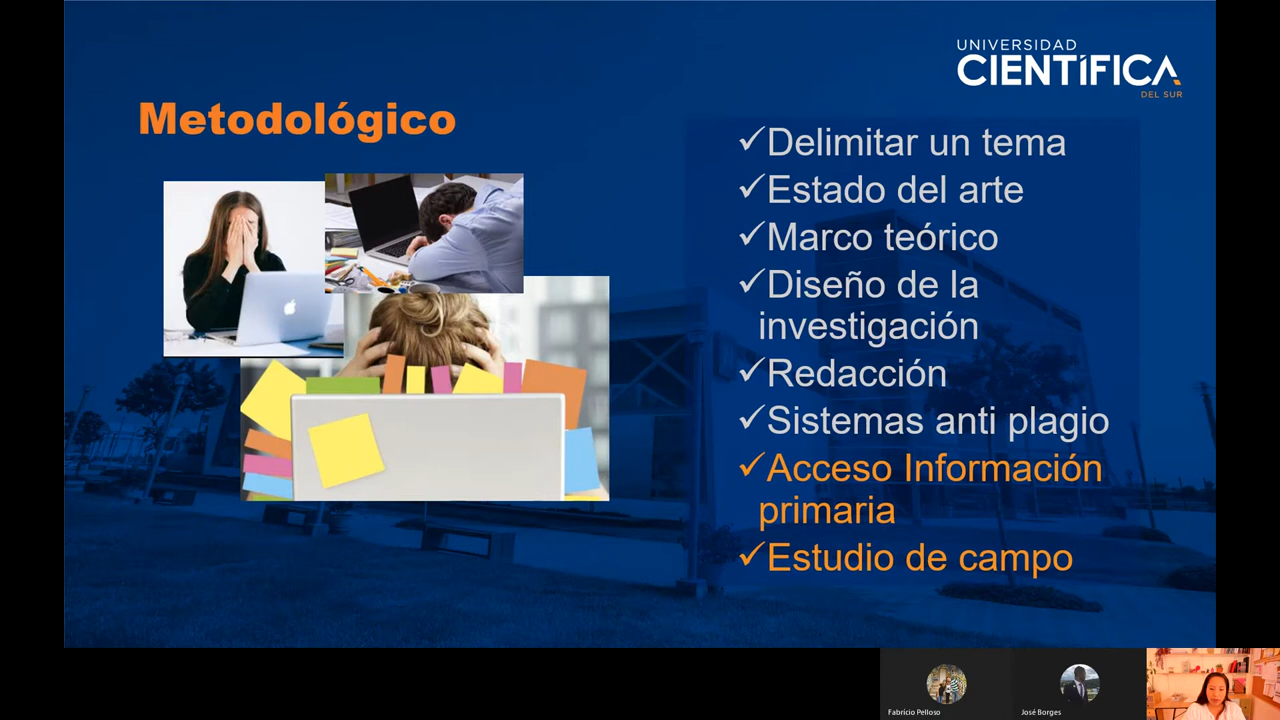 UNIVERSIDAD
CIENTÍFICA
DEL SUR
Metodológico
✓Delimitar un tema
✓Estado del arte
✓Marco teórico
✓Diseño de la
investigación
✓Redacción
✓Sistemas anti plagio
✓Acceso Información
primaria
✓Estudio de campo
Fabricio Pelloso
José Borges